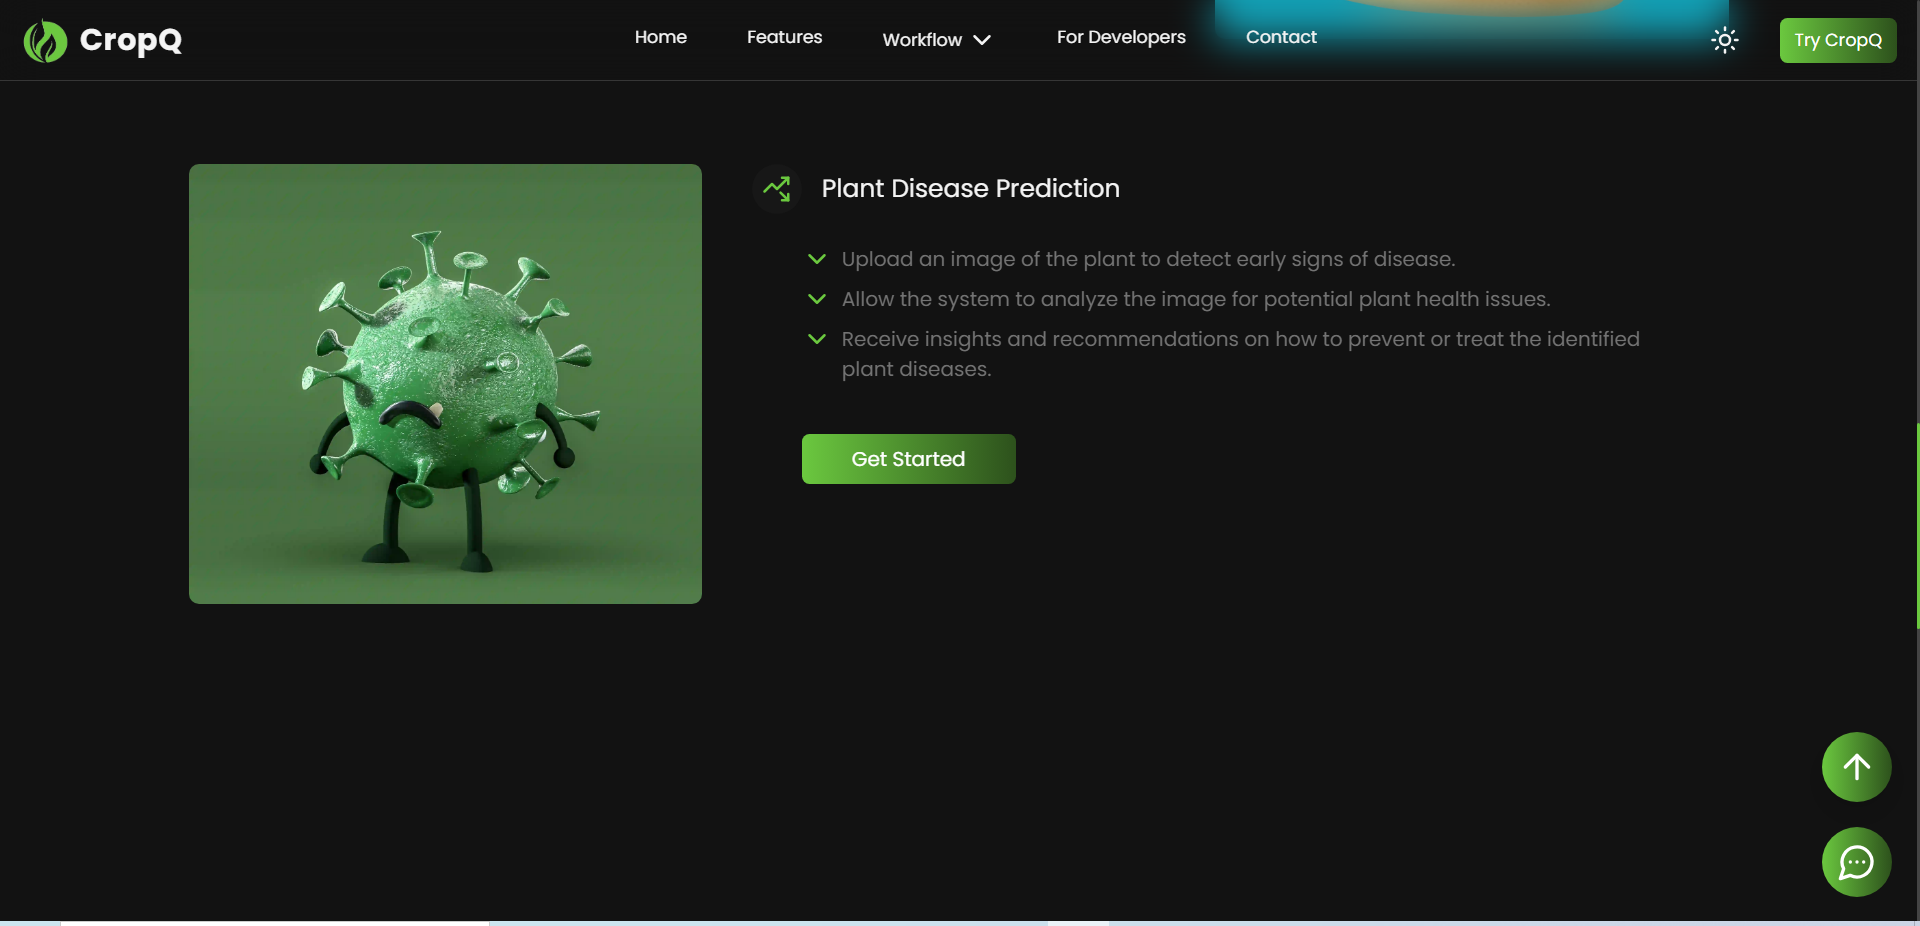 CropQ
Home
Features
Workflow
For Developers
Contact
Try CropQ
Plant Disease Prediction
Upload an image of the plant to detect early signs of disease.
Allow the system to analyze the image for potential plant health issues.
Receive insights and recommendations on how to prevent or treat the identified
plant diseases.
Get Started